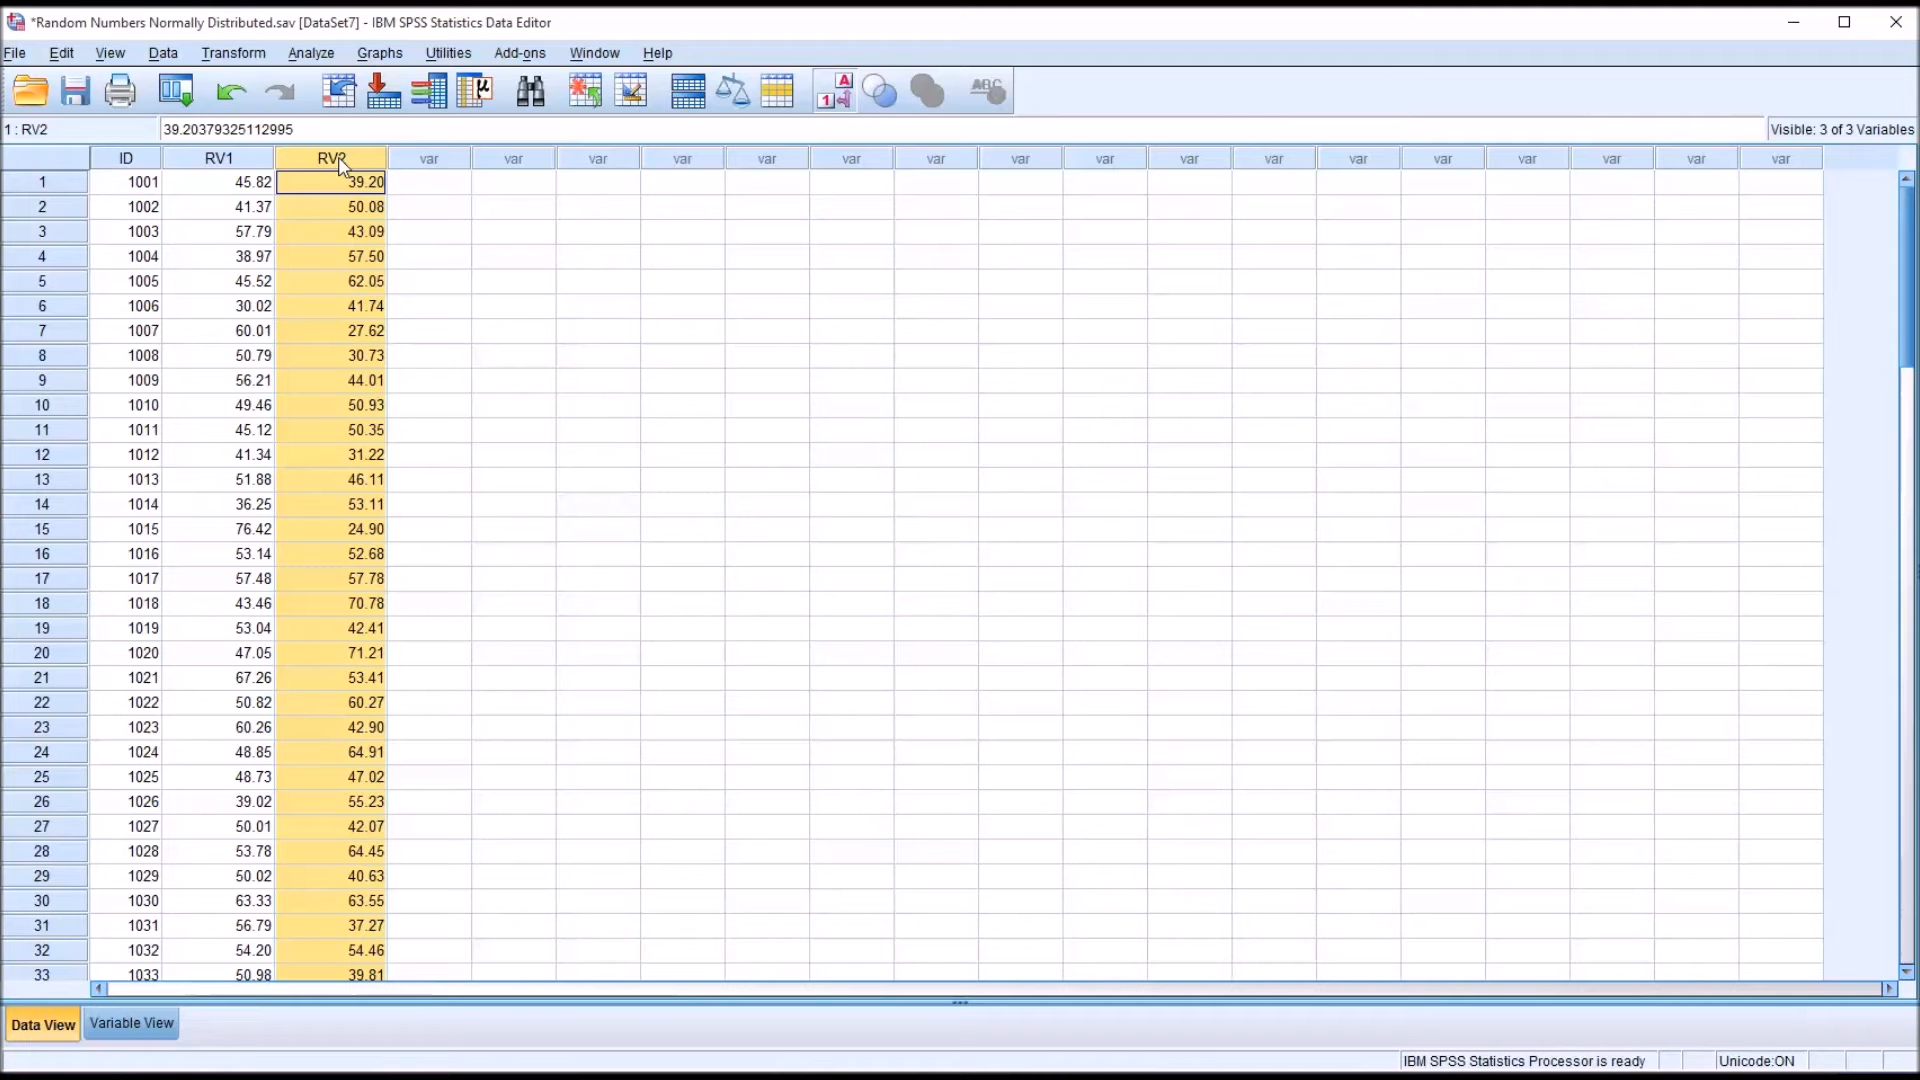 *Random Numbers Normally Distributed.sav [DataSet7] - IBM SPSS Statistics Data Editor
File Edit View Data Transform Analyze Graphs Utilities Add-ons Window Help
1 : RV2 39.20379325112995 Visible: 3 of 3 Variables
ID RV1 RV2 var var var var var var var var var var var var var var var var var
1 1001 45.82 39.20
2 1002 41.37 50.08
3 1003 57.79 43.09
4 1004 38.97 57.50
5 1005 45.52 62.05
6 1006 30.02 41.74
7 1007 60.01 27.62
8 1008 50.79 30.73
9 1009 56.21 44.01
10 1010 49.46 50.93
11 1011 45.12 50.35
12 1012 41.34 31.22
13 1013 51.88 46.11
14 1014 36.25 53.11
15 1015 76.42 24.90
16 1016 53.14 52.68
17 1017 57.48 57.78
18 1018 43.46 70.78
19 1019 53.04 42.41
20 1020 47.05 71.21
21 1021 67.26 53.41
22 1022 50.82 60.27
23 1023 60.26 42.90
24 1024 48.85 64.91
25 1025 48.73 47.02
26 1026 39.02 55.23
27 1027 50.01 42.07
28 1028 53.78 64.45
29 1029 50.02 40.63
30 1030 63.33 63.55
31 1031 56.79 37.27
32 1032 54.20 54.46
33 1033 50.98 39.81
Data View Variable View
IBM SPSS Statistics Processor is ready Unicode:ON